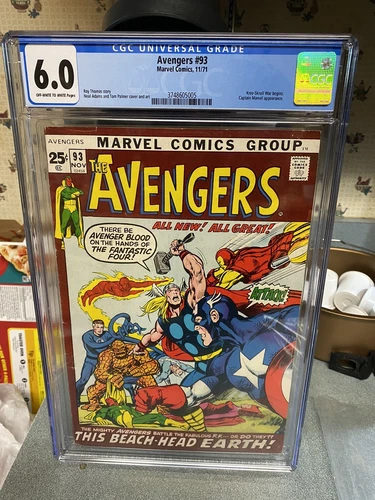 CGC UNIVERSAL GRADE
6.0
OFF-WHITE TO WHITE Pages
Avengers #93
Marvel Comics, 11/71
Roy Thomas story
Neal Adams and Tom Palmer cover and art
Kree-Skrull War begins.
Captain Marvel appearance.
3748605005
CGC
AVENGERS
MARVEL COMICS GROUP
TM
25¢
93
NOV
THE
AVENGERS
ALL NEW! ALL GREAT!
THERE BE
AVENGER BLOOD
ON THE HANDS OF
THE FANTASTIC
FOUR!
ATTACK!
4
THE MIGHTY AVENGERS BATTLE THE FABULOUS F.F.— OR DO THEY?
THIS BEACH-HEAD EARTH!